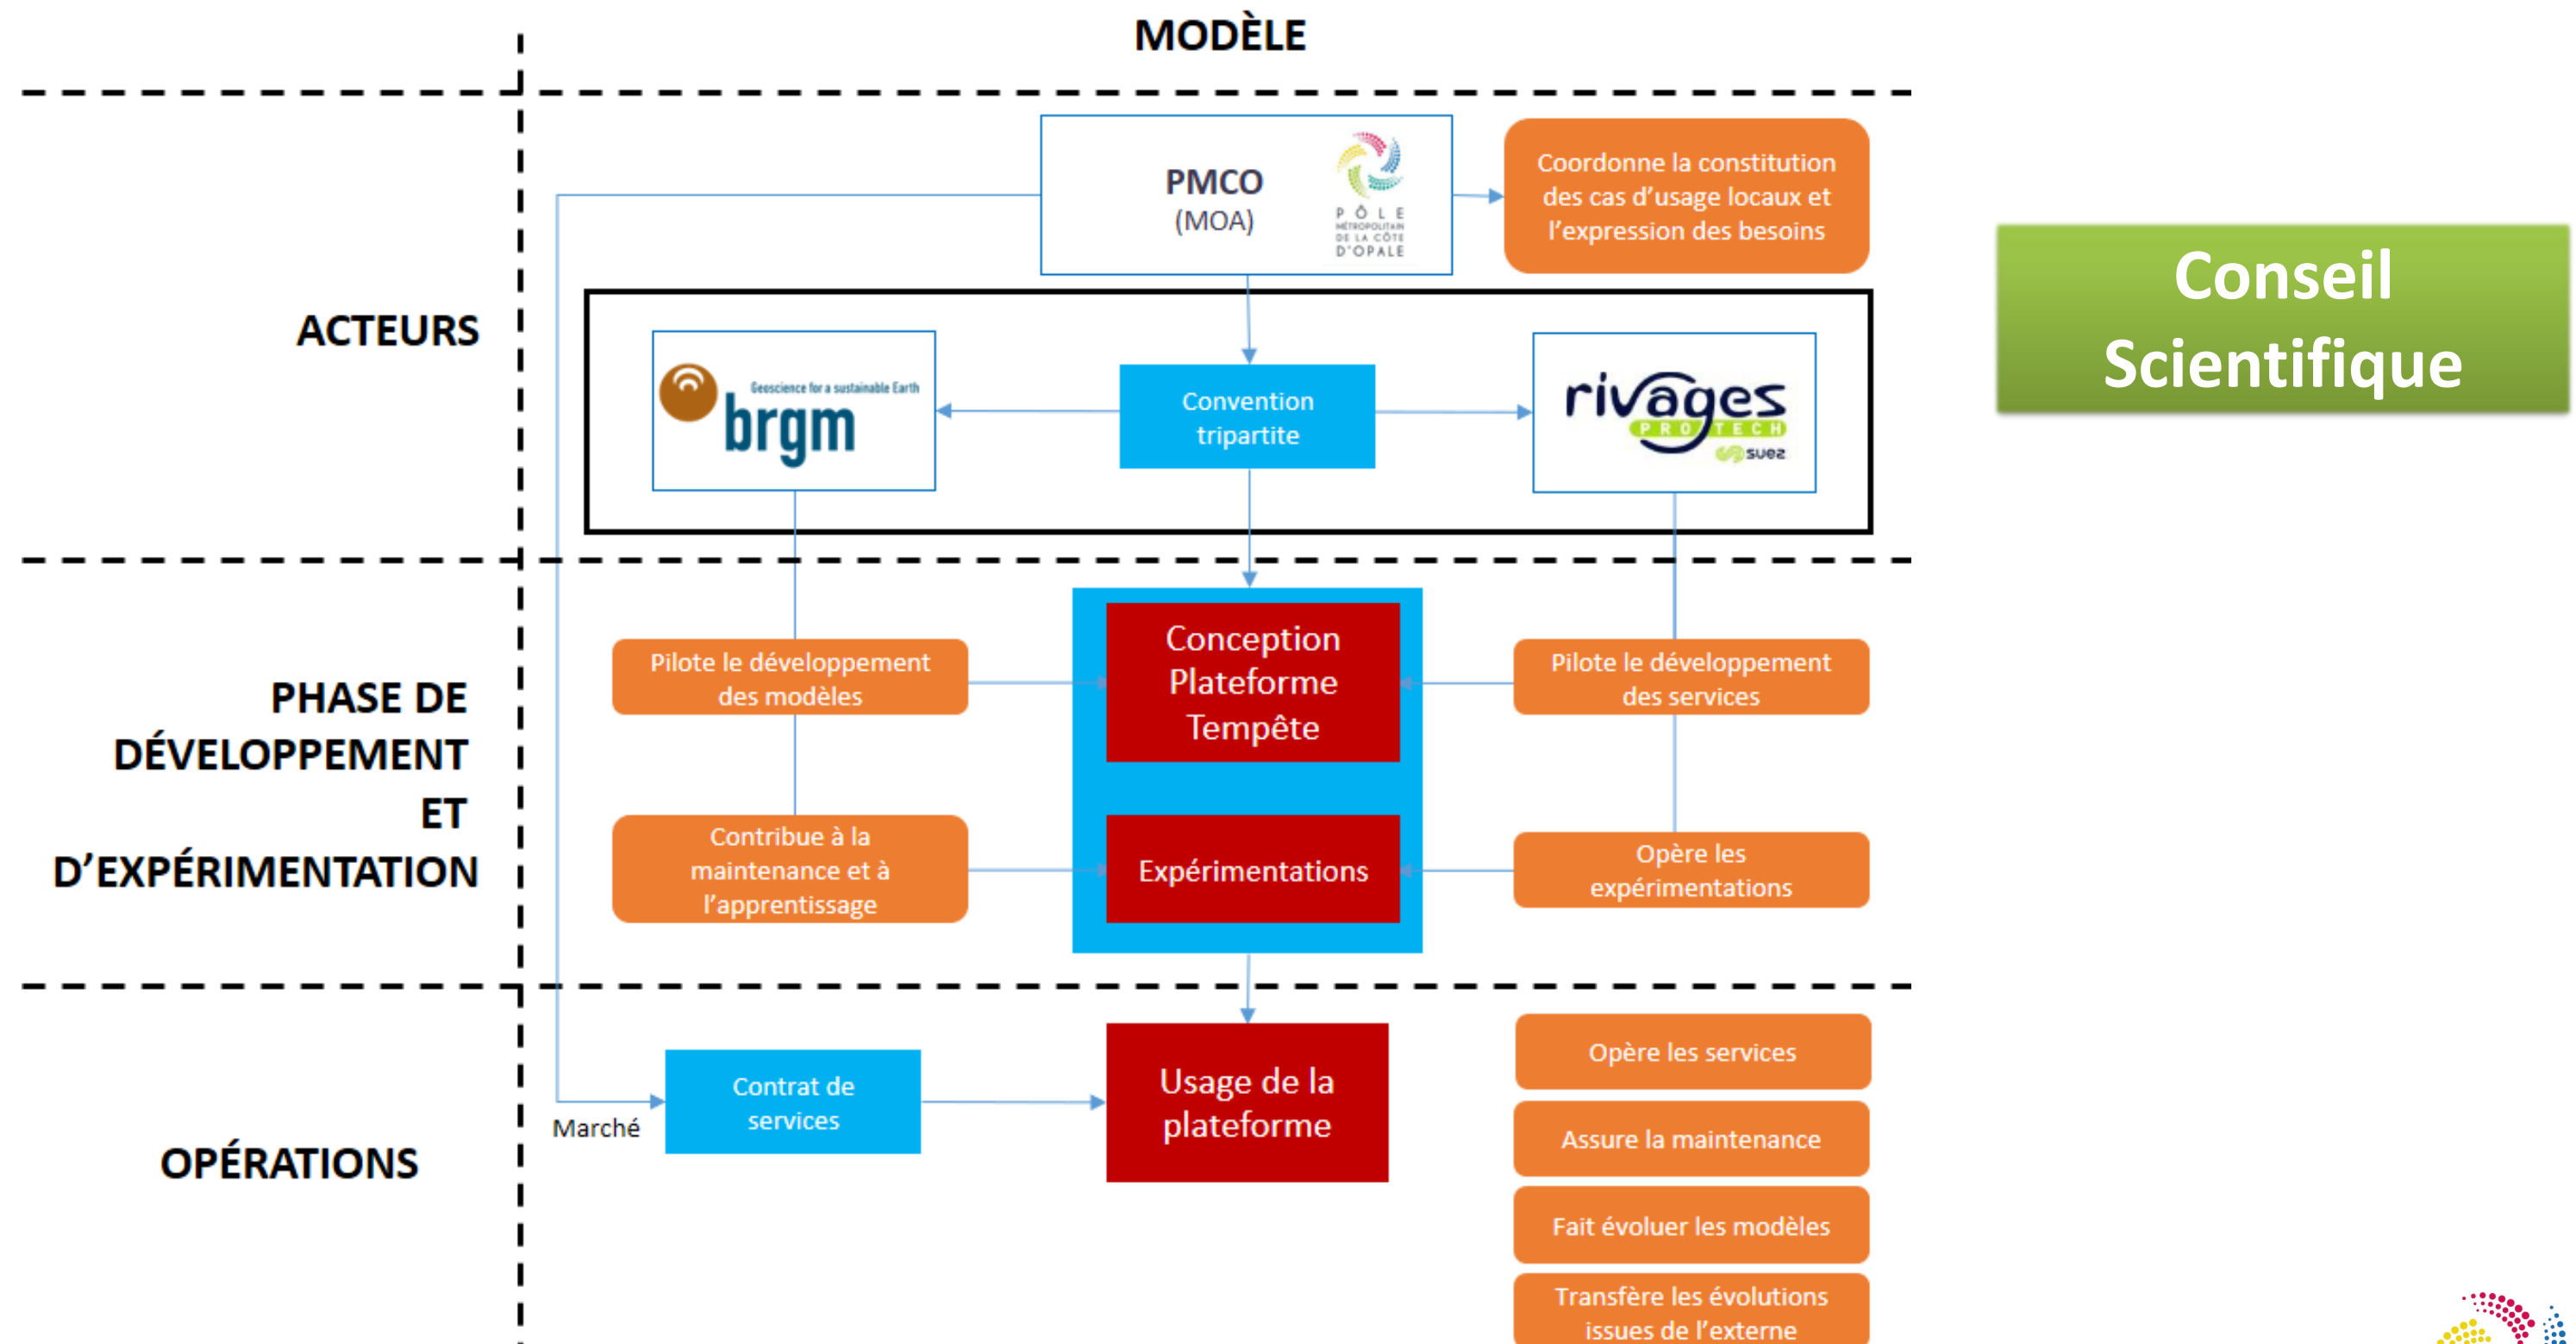 MODÈLE
PMCO
(MOA)
PÔLE
MÉTROPOLITAIN
DE LA CÔTE
D'OPALE
Coordonne la constitution
des cas d'usage locaux et
l'expression des besoins
Conseil
Scientifique
ACTEURS
Geoscience for a sustainable Earth
brgm
Convention
tripartite
rivages
PRO TECH
suez
PHASE DE
DÉVELOPPEMENT
ET
D'EXPÉRIMENTATION
Pilote le développement
des modèles
Conception
Plateforme
Tempête
Pilote le développement
des services
Contribue à la
maintenance et à
l'apprentissage
Expérimentations
Opère les
expérimentations
OPÉRATIONS
Marché
Contrat de
services
Usage de la
plateforme
Opère les services
Assure la maintenance
Fait évoluer les modèles
Transfère les évolutions
issues de l'externe